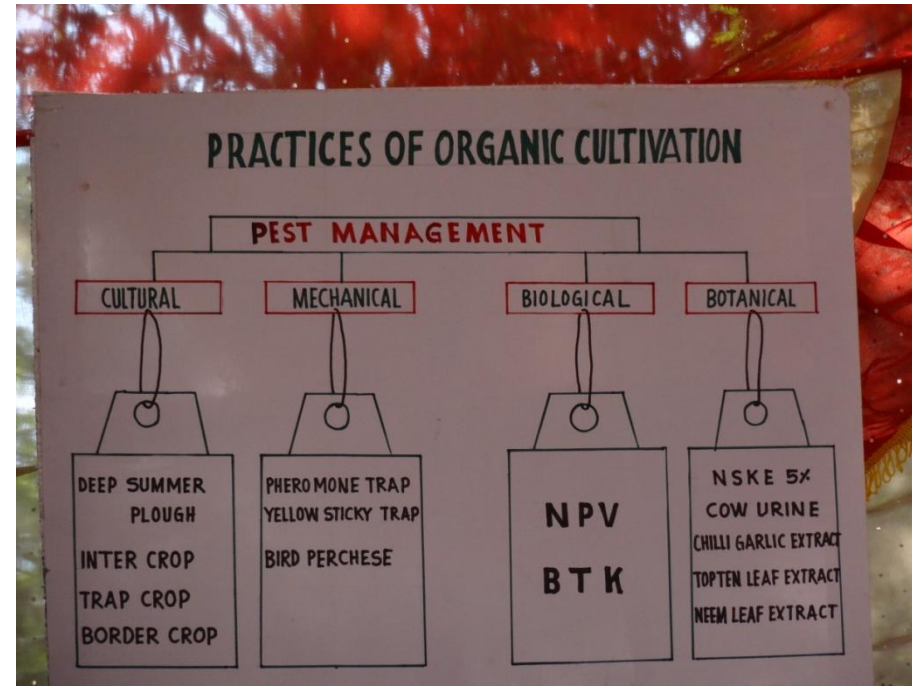 PRACTICES OF ORGANIC CULTIVATION
PEST MANAGEMENT
CULTURAL
MECHANICAL
BIOLOGICAL
BOTANICAL
DEEP SUMMER
PLOUGH
INTER CROP
TRAP CROP
BORDER CROP
PHEROMONE TRAP
YELLOW STICKY TRAP
BIRD PERCHESE
NPV
BTK
NSKE 5%
COW URINE
CHILLI GARLIC EXTRACT
TOPTEN LEAF EXTRACT
NEEM LEAF EXTRACT